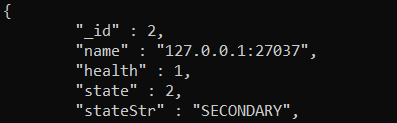 {
"_id" : 2,
"name" : "127.0.0.1:27037",
"health" : 1,
"state" : 2,
"stateStr" : "SECONDARY",